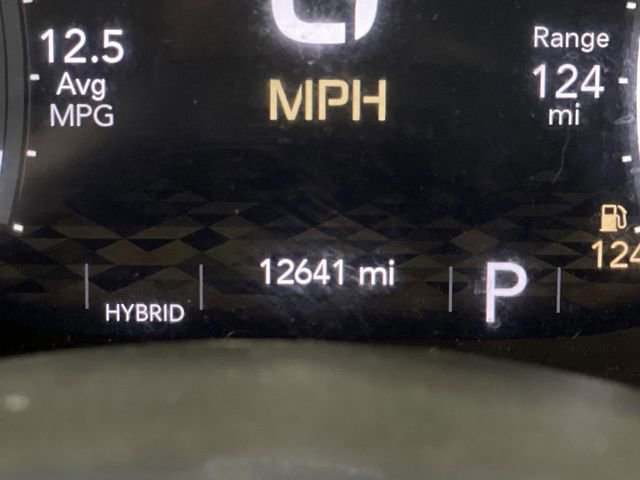 12.5
Avg
MPG
MPH
Range
124
mi
124
12641 mi
P
HYBRID